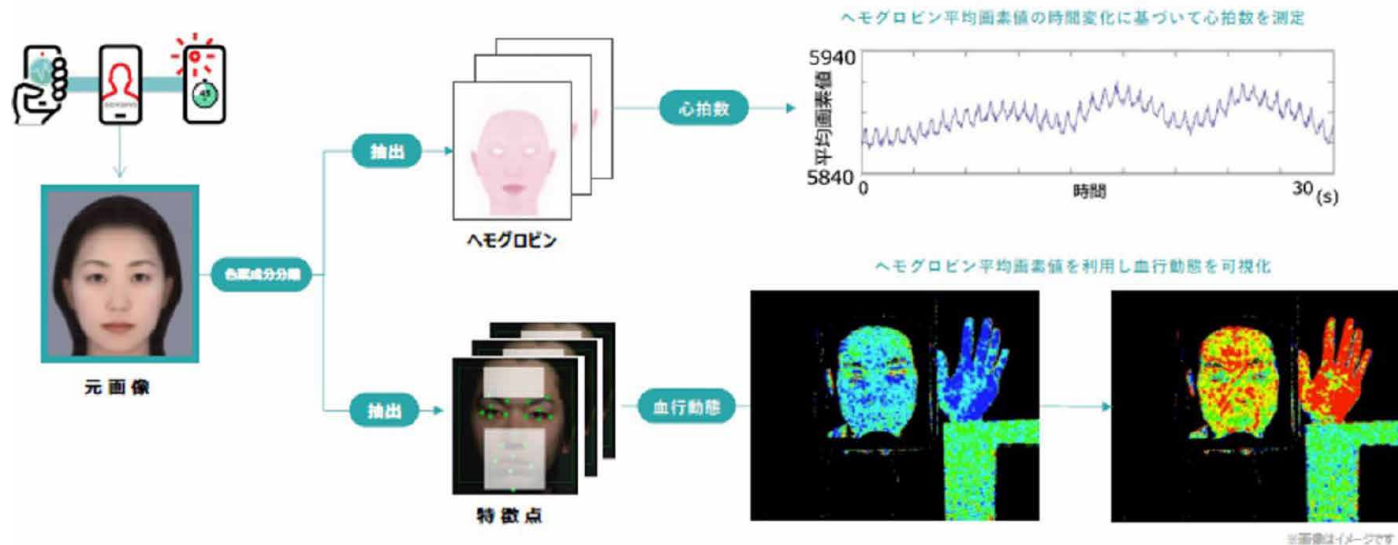 ヘモグロビン平均画素値の時間変化に基づいて心拍数を測定
5940
平均画素値
5840
0
時間
30(s)
心拍数
抽出
ヘモグロビン
45
色素成分分離
元画像
ヘモグロビン平均画素値を利用し血行動態を可視化
抽出
血行動態
特徴点
※画像はイメージです